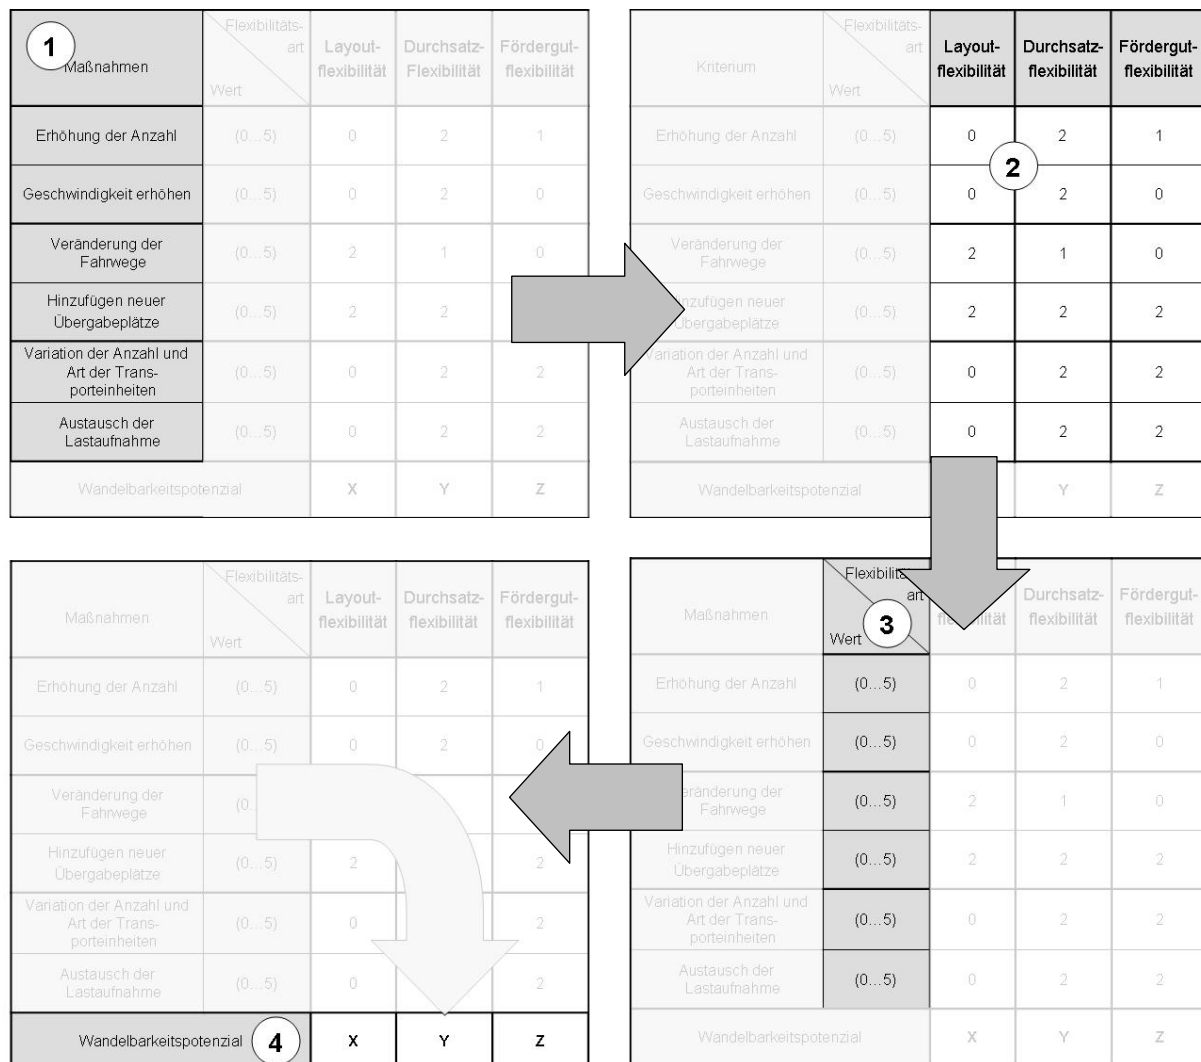 1
Maßnahmen
Flexibilitäts-
art
Wert
Layout-
flexibilität
Durchsatz-
Flexibilität
Fördergut-
flexibilität
Erhöhung der Anzahl
(0...5)
0
2
1
Geschwindigkeit erhöhen
(0...5)
0
2
0
Veränderung der
Fahrwege
(0...5)
2
1
0
Hinzufügen neuer
Übergabeplätze
(0...5)
2
2
Variation der Anzahl und
Art der Trans-
porteinheiten
(0...5)
0
2
2
Austausch der
Lastaufnahme
(0...5)
0
2
2
Wandelbarkeitspotenzial
X
Y
Z
Kriterium
Flexibilitäts-
art
Wert
Layout-
flexibilität
Durchsatz-
flexibilität
Fördergut-
flexibilität
Erhöhung der Anzahl
(0...5)
0
2
1
2
Geschwindigkeit erhöhen
(0...5)
0
2
0
Veränderung der
Fahrwege
(0...5)
2
1
0
Hinzufügen neuer
Übergabeplätze
(0...5)
2
2
2
Variation der Anzahl und
Art der Trans-
porteinheiten
(0...5)
0
2
2
Austausch der
Lastaufnahme
(0...5)
0
2
2
Wandelbarkeitspotenzial
Y
Z
Maßnahmen
Flexibilitäts-
art
Wert
Layout-
flexibilität
Durchsatz-
flexibilität
Fördergut-
flexibilität
Erhöhung der Anzahl
(0...5)
0
2
1
Geschwindigkeit erhöhen
(0...5)
0
2
0
Veränderung der
Fahrwege
Hinzufügen neuer
Übergabeplätze
(0...5)
2
2
Variation der Anzahl und
Art der Trans-
porteinheiten
(0...5)
0
2
Austausch der
Lastaufnahme
(0...5)
0
2
Wandelbarkeitspotenzial
4
X
Y
Z
Maßnahmen
art
3
Wert
Durchsatz-
flexibilität
Fördergut-
flexibilität
Erhöhung der Anzahl
(0...5)
0
2
1
Geschwindigkeit erhöhen
(0...5)
0
2
0
Veränderung der
Fahrwege
(0...5)
2
1
0
Hinzufügen neuer
Übergabeplätze
(0...5)
2
2
2
Variation der Anzahl und
Art der Trans-
porteinheiten
(0...5)
0
2
2
Austausch der
Lastaufnahme
(0...5)
0
2
2
Wandelbarkeitspotenzial
X
Y
Z